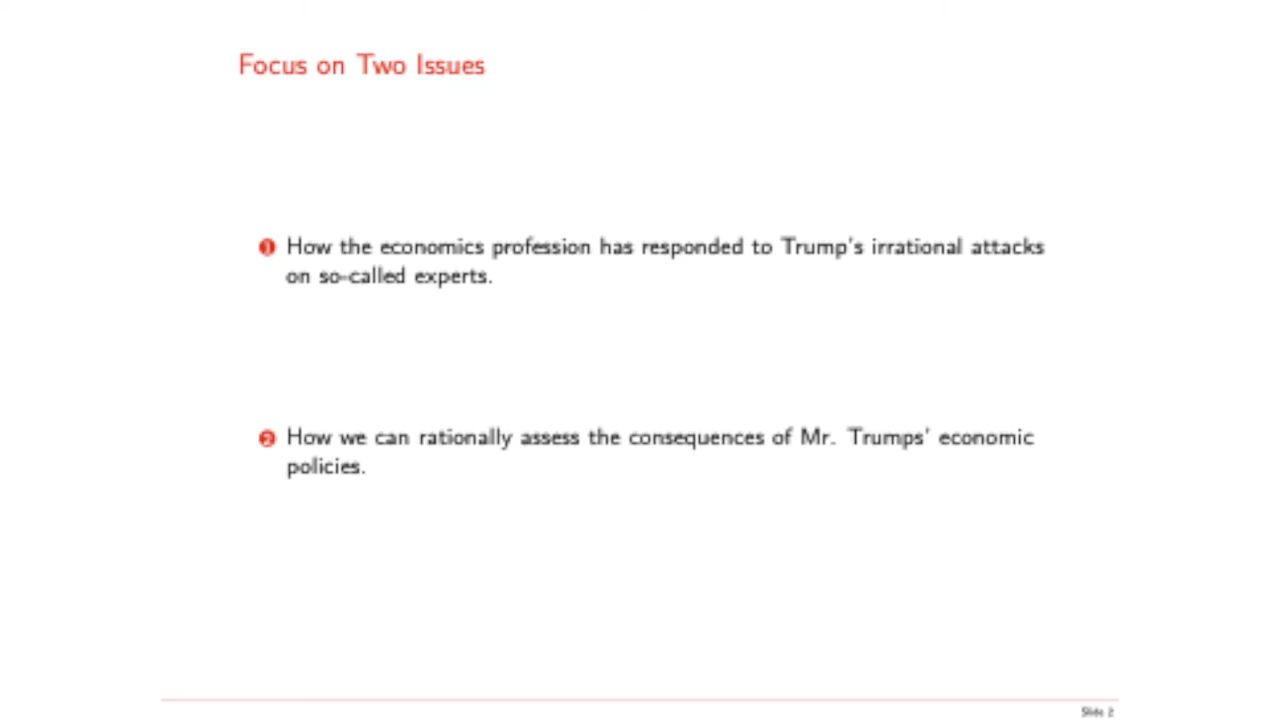 Focus on Two Issues
❶ How the economics profession has responded to Trump's irrational attacks
on so-called experts.
❷ How we can rationally assess the consequences of Mr. Trumps' economic
policies.
Slide 2